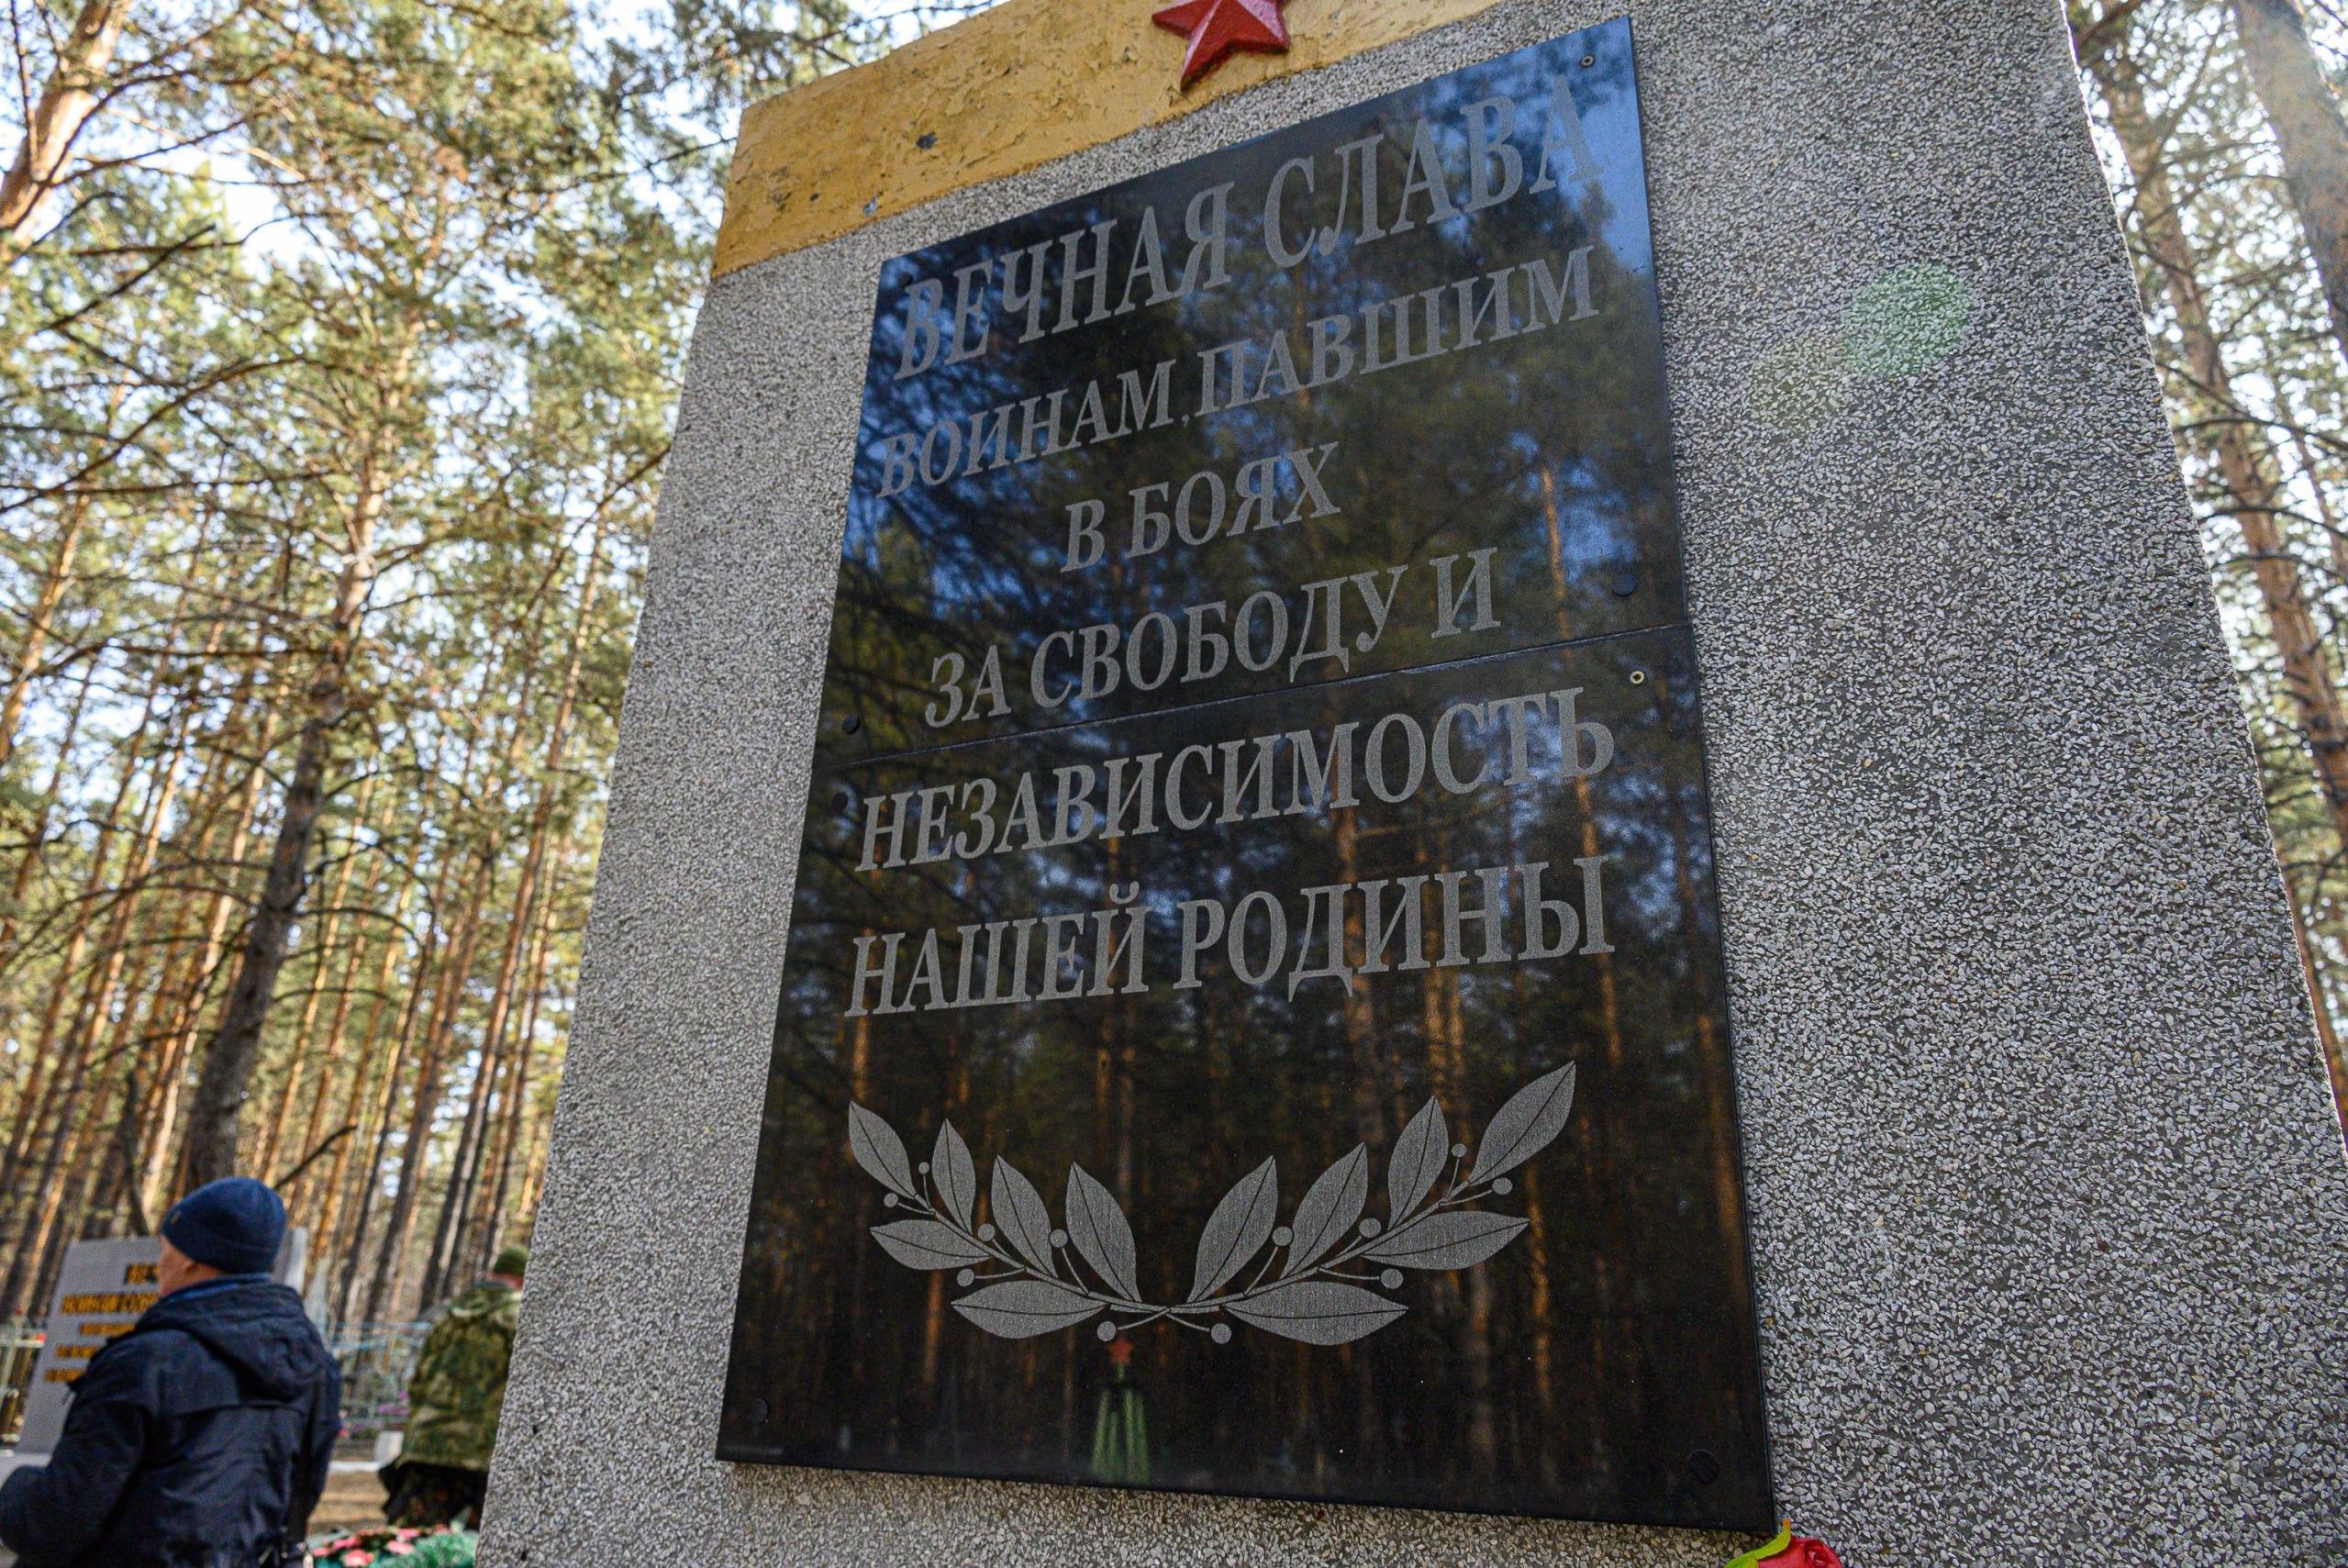 ВЕЧНАЯ СЛАВА
ВОИНАМ, ПАВШИМ
В БОЯХ
ЗА СВОБОДУ И
НЕЗАВИСИМОСТЬ
НАШЕЙ РОДИНЫ